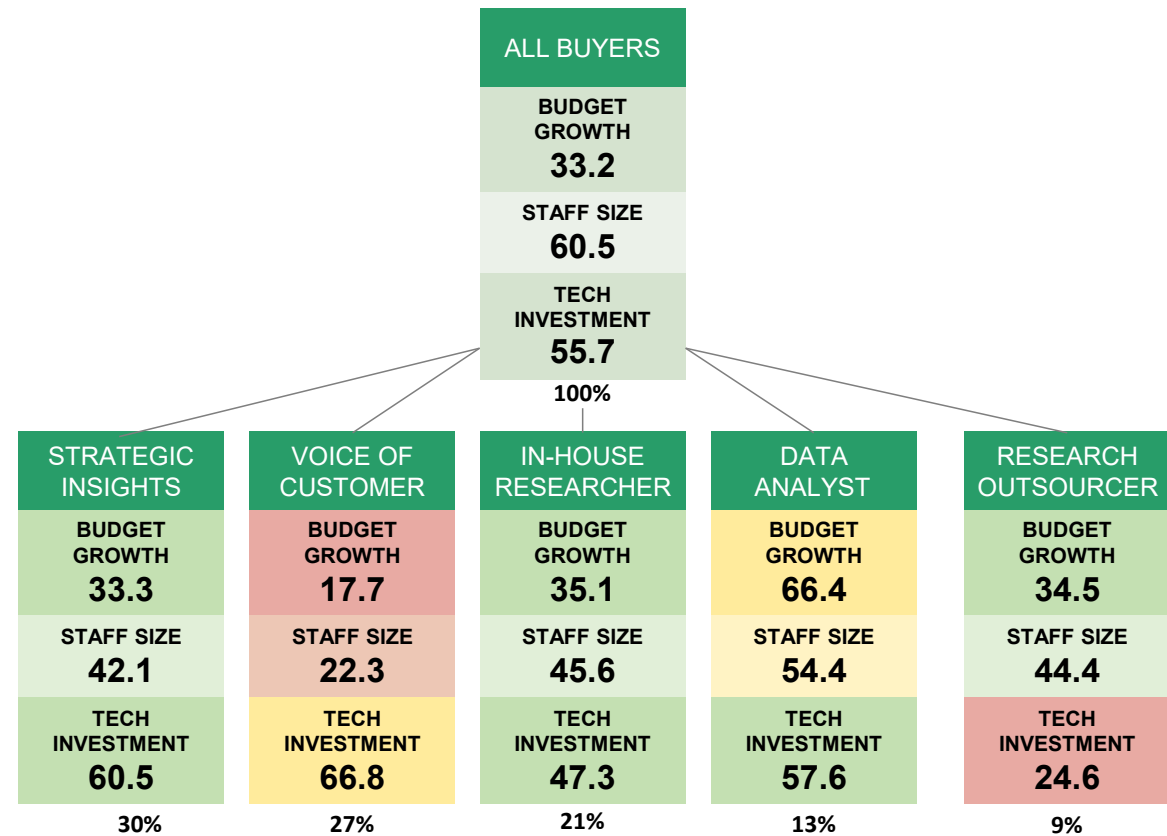 ALL BUYERS
BUDGET
GROWTH
33.2
STAFF SIZE
60.5
TECH
INVESTMENT
55.7
100%
STRATEGIC
INSIGHTS
BUDGET
GROWTH
33.3
STAFF SIZE
42.1
TECH
INVESTMENT
60.5
30%
VOICE OF
CUSTOMER
BUDGET
GROWTH
17.7
STAFF SIZE
22.3
TECH
INVESTMENT
66.8
27%
IN-HOUSE
RESEARCHER
BUDGET
GROWTH
35.1
STAFF SIZE
45.6
TECH
INVESTMENT
47.3
21%
DATA
ANALYST
BUDGET
GROWTH
66.4
STAFF SIZE
54.4
TECH
INVESTMENT
57.6
13%
RESEARCH
OUTSOURCER
BUDGET
GROWTH
34.5
STAFF SIZE
44.4
TECH
INVESTMENT
24.6
9%